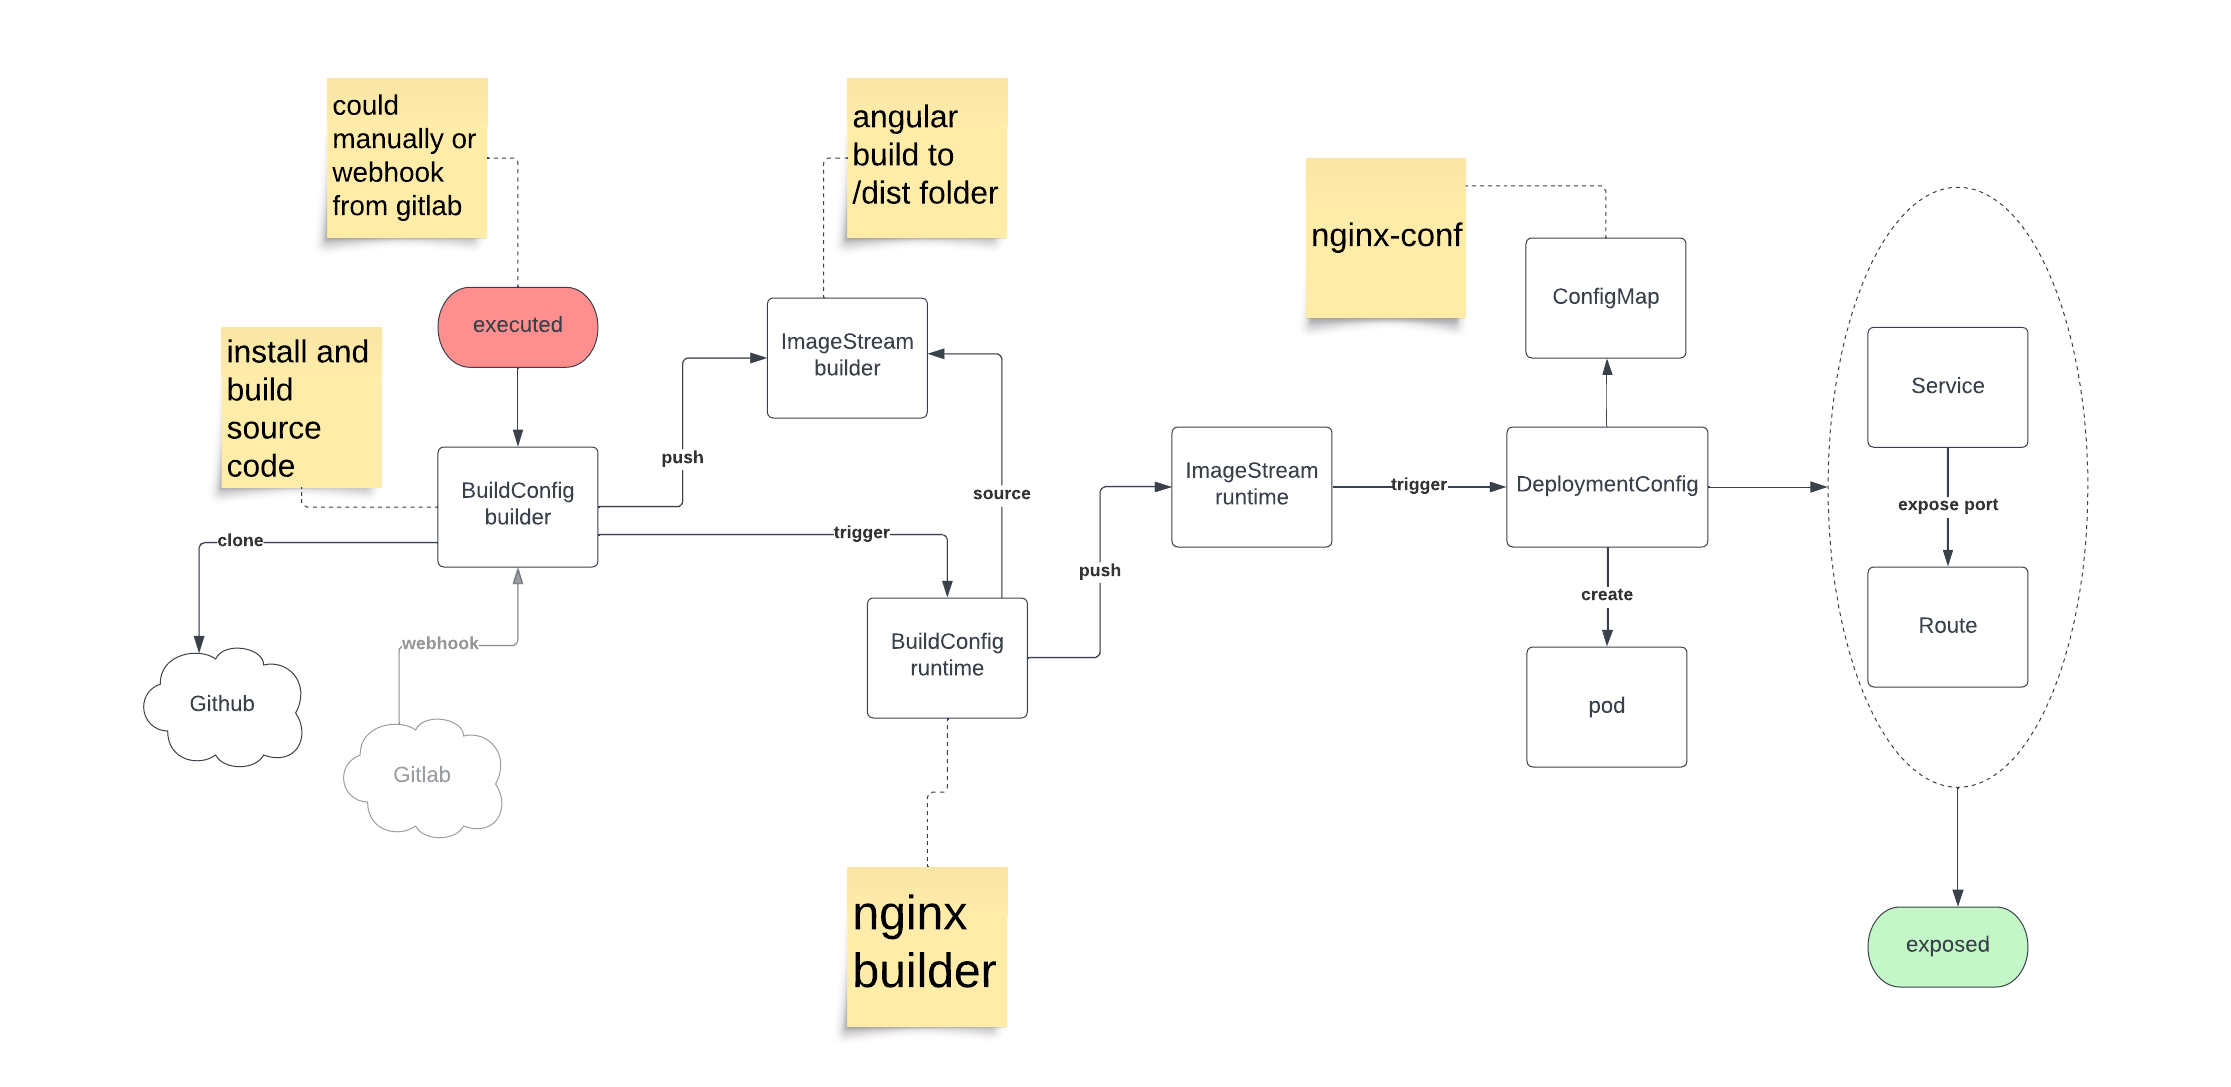 could
manually or
webhook
from gitlab
angular
build to
/dist folder
nginx-conf
executed
install and
build
source
code
ImageStream
builder
ConfigMap
Service
push
source
BuildConfig
builder
trigger
clone
ImageStream
runtime
trigger
DeploymentConfig
expose port
push
create
webhook
BuildConfig
runtime
Route
Github
Gitlab
pod
nginx
builder
exposed